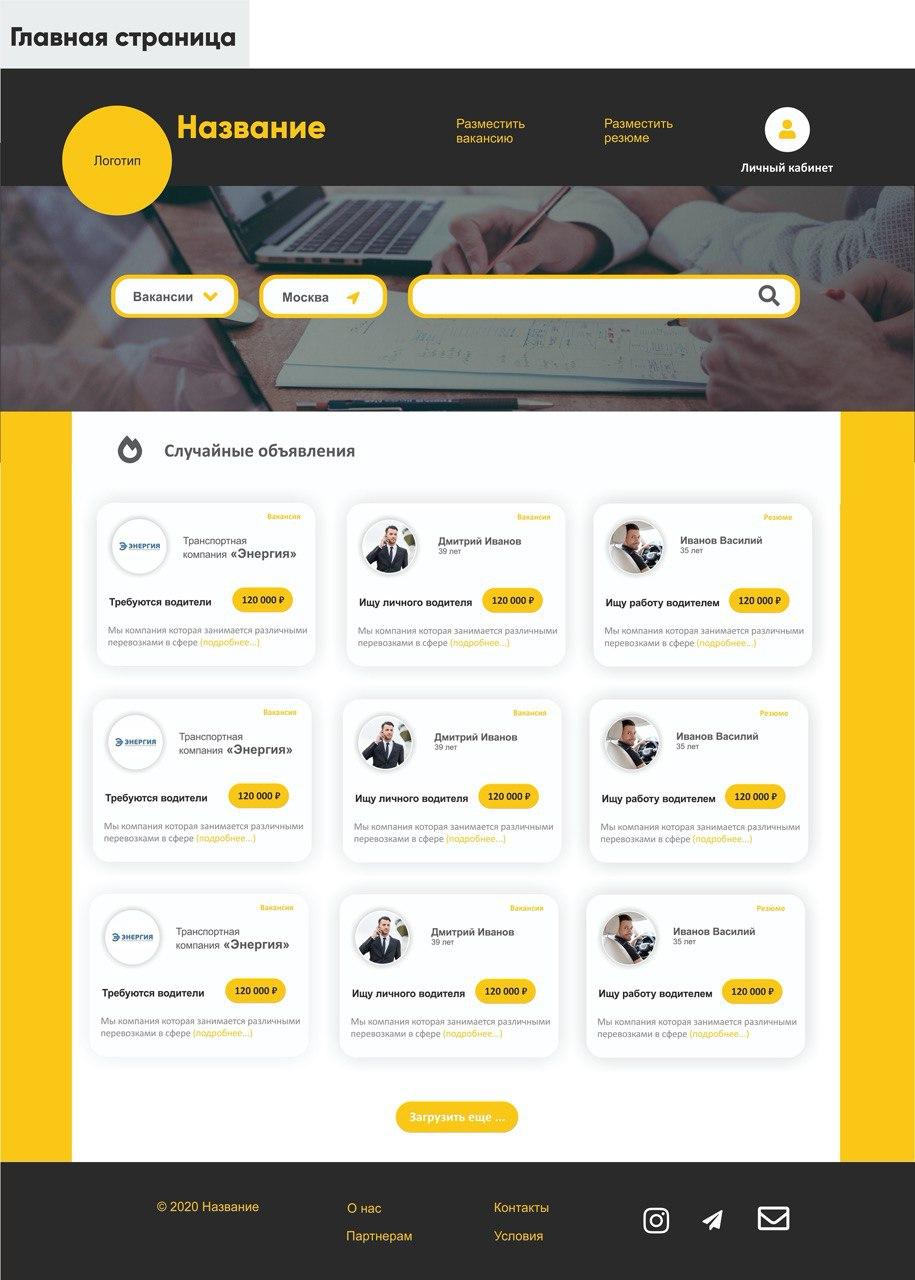 Главная страница
Логотип
Название
Разместить
вакансию
Разместить
резюме
Личный кабинет
Вакансии
Москва
Случайные объявления
Вакансия
ЭНЕРГИЯ
Транспортная
компания «Энергия»
Требуются водители
120 000 ₽
Мы компания которая занимается различными
перевозками в сфере (подробнее...)
Вакансия
Дмитрий Иванов
39 лет
Ищу личного водителя
120 000 ₽
Мы компания которая занимается различными
перевозками в сфере (подробнее...)
Резюме
Иванов Василий
35 лет
Ищу работу водителем
120 000 ₽
Мы компания которая занимается различными
перевозками в сфере (подробнее...)
Вакансия
ЭНЕРГИЯ
Транспортная
компания «Энергия»
Требуются водители
120 000 ₽
Мы компания которая занимается различными
перевозками в сфере (подробнее...)
Вакансия
Дмитрий Иванов
39 лет
Ищу личного водителя
120 000 ₽
Мы компания которая занимается различными
перевозками в сфере (подробнее...)
Резюме
Иванов Василий
35 лет
Ищу работу водителем
120 000 ₽
Мы компания которая занимается различными
перевозками в сфере (подробнее...)
Вакансия
ЭНЕРГИЯ
Транспортная
компания «Энергия»
Требуются водители
120 000 ₽
Мы компания которая занимается различными
перевозками в сфере (подробнее...)
Вакансия
Дмитрий Иванов
39 лет
Ищу личного водителя
120 000 ₽
Мы компания которая занимается различными
перевозками в сфере (подробнее...)
Резюме
Иванов Василий
35 лет
Ищу работу водителем
120 000 ₽
Мы компания которая занимается различными
перевозками в сфере (подробнее...)
Загрузить еще ...
© 2020 Название
О нас
Партнерам
Контакты
Условия